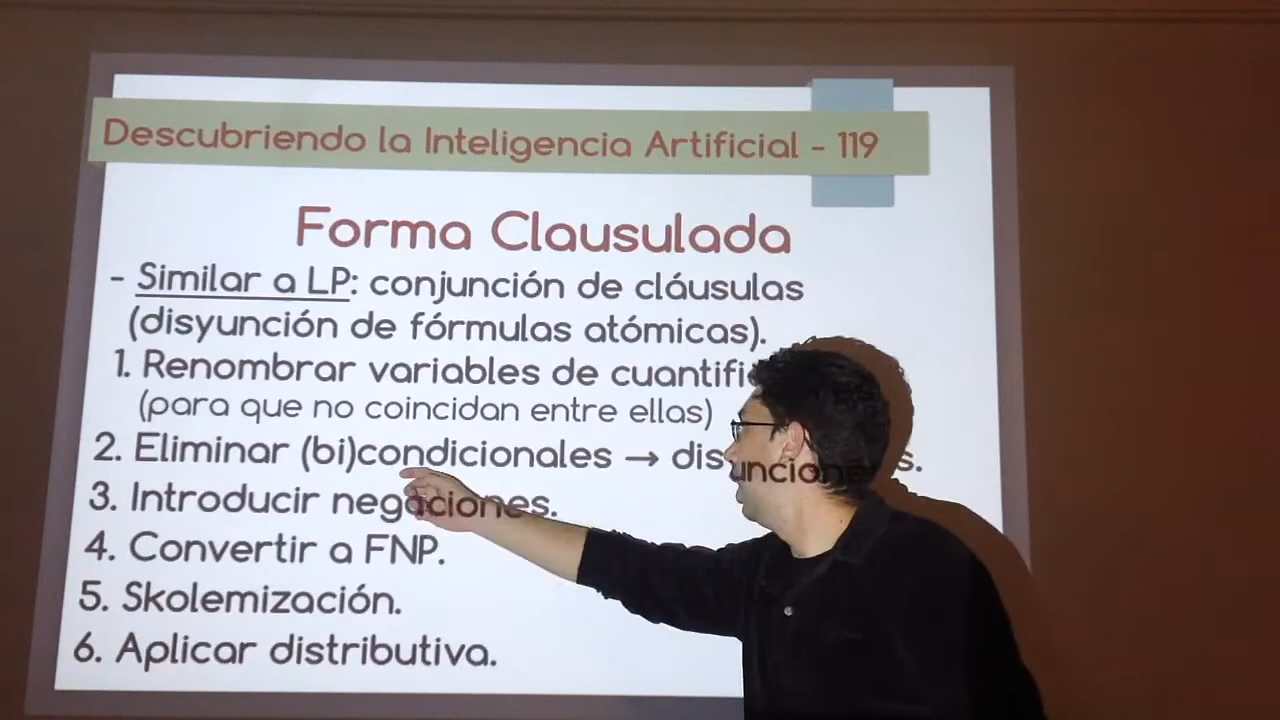 Descubriendo la Inteligencia Artificial - 119
Forma Clausulada
- Similar a LP: conjunción de cláusulas
(disyunción de fórmulas atómicas).
1. Renombrar variables de
(para que no coincidan entre ellas)
2. Eliminar (bi)condicionales → disyunciones.
3. Introducir negaciones.
4. Convertir a FNP.
5. Skolemización.
6. Aplicar distributiva.